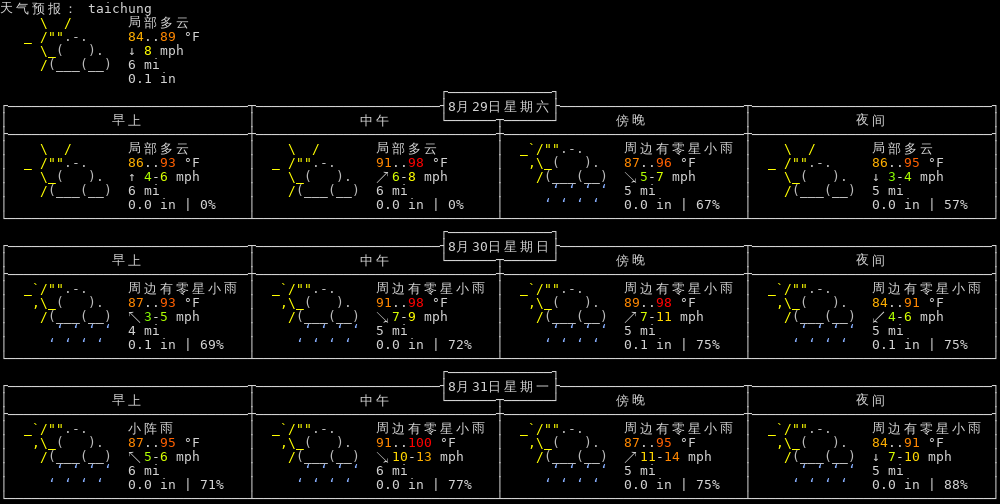 天气预报： taichung
局部多云
84..89 °F
↓ 8 mph
6 mi
0.1 in
8月29日星期六
早上 中午 傍晚 夜间
局部多云 局部多云 周边有零星小雨 局部多云
86..93 °F 91..98 °F 87..96 °F 86..95 °F
↑ 4-6 mph ↗ 6-8 mph ↘ 5-7 mph ↓ 3-4 mph
6 mi 6 mi 5 mi 5 mi
0.0 in | 0% 0.0 in | 0% 0.0 in | 67% 0.0 in | 57%
8月30日星期日
早上 中午 傍晚 夜间
周边有零星小雨 周边有零星小雨 周边有零星小雨 周边有零星小雨
87..93 °F 91..98 °F 89..98 °F 84..91 °F
↖ 3-5 mph ↘ 7-9 mph ↗ 7-11 mph ↙ 4-6 mph
4 mi 5 mi 5 mi 5 mi
0.1 in | 69% 0.0 in | 72% 0.1 in | 75% 0.1 in | 75%
8月31日星期一
早上 中午 傍晚 夜间
小阵雨 周边有零星小雨 周边有零星小雨 周边有零星小雨
87..95 °F 91..100 °F 87..95 °F 84..91 °F
↖ 5-6 mph ↘ 10-13 mph ↗ 11-14 mph ↓ 7-10 mph
6 mi 6 mi 5 mi 5 mi
0.0 in | 71% 0.0 in | 77% 0.0 in | 75% 0.0 in | 88%